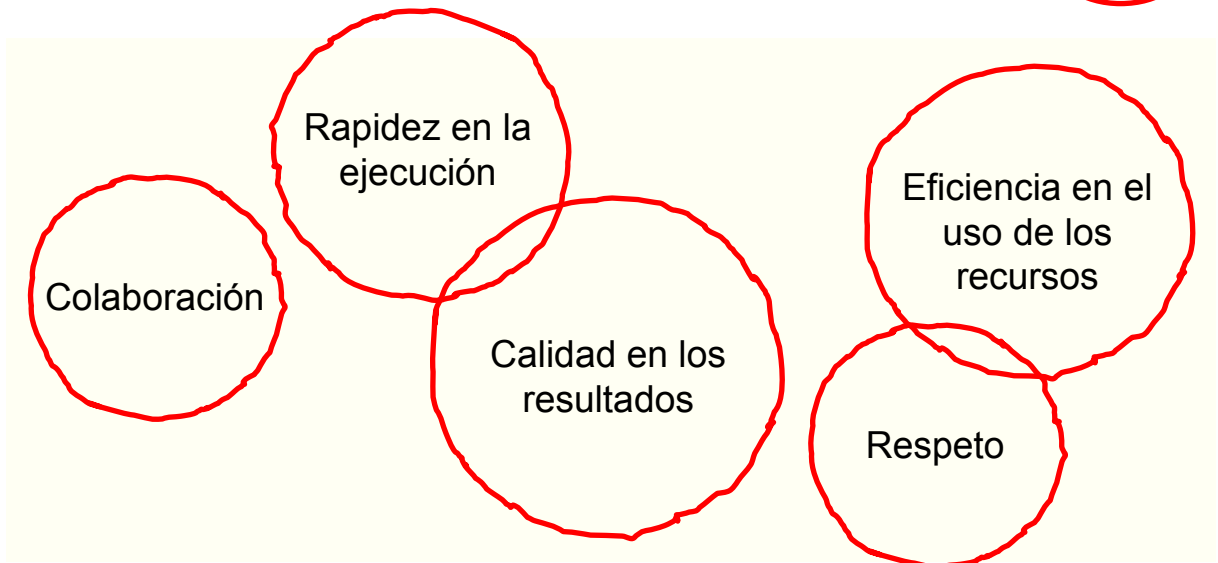 Rapidez en la
ejecución
Colaboración
Calidad en los
resultados
Eficiencia en el
uso de los
recursos
Respeto